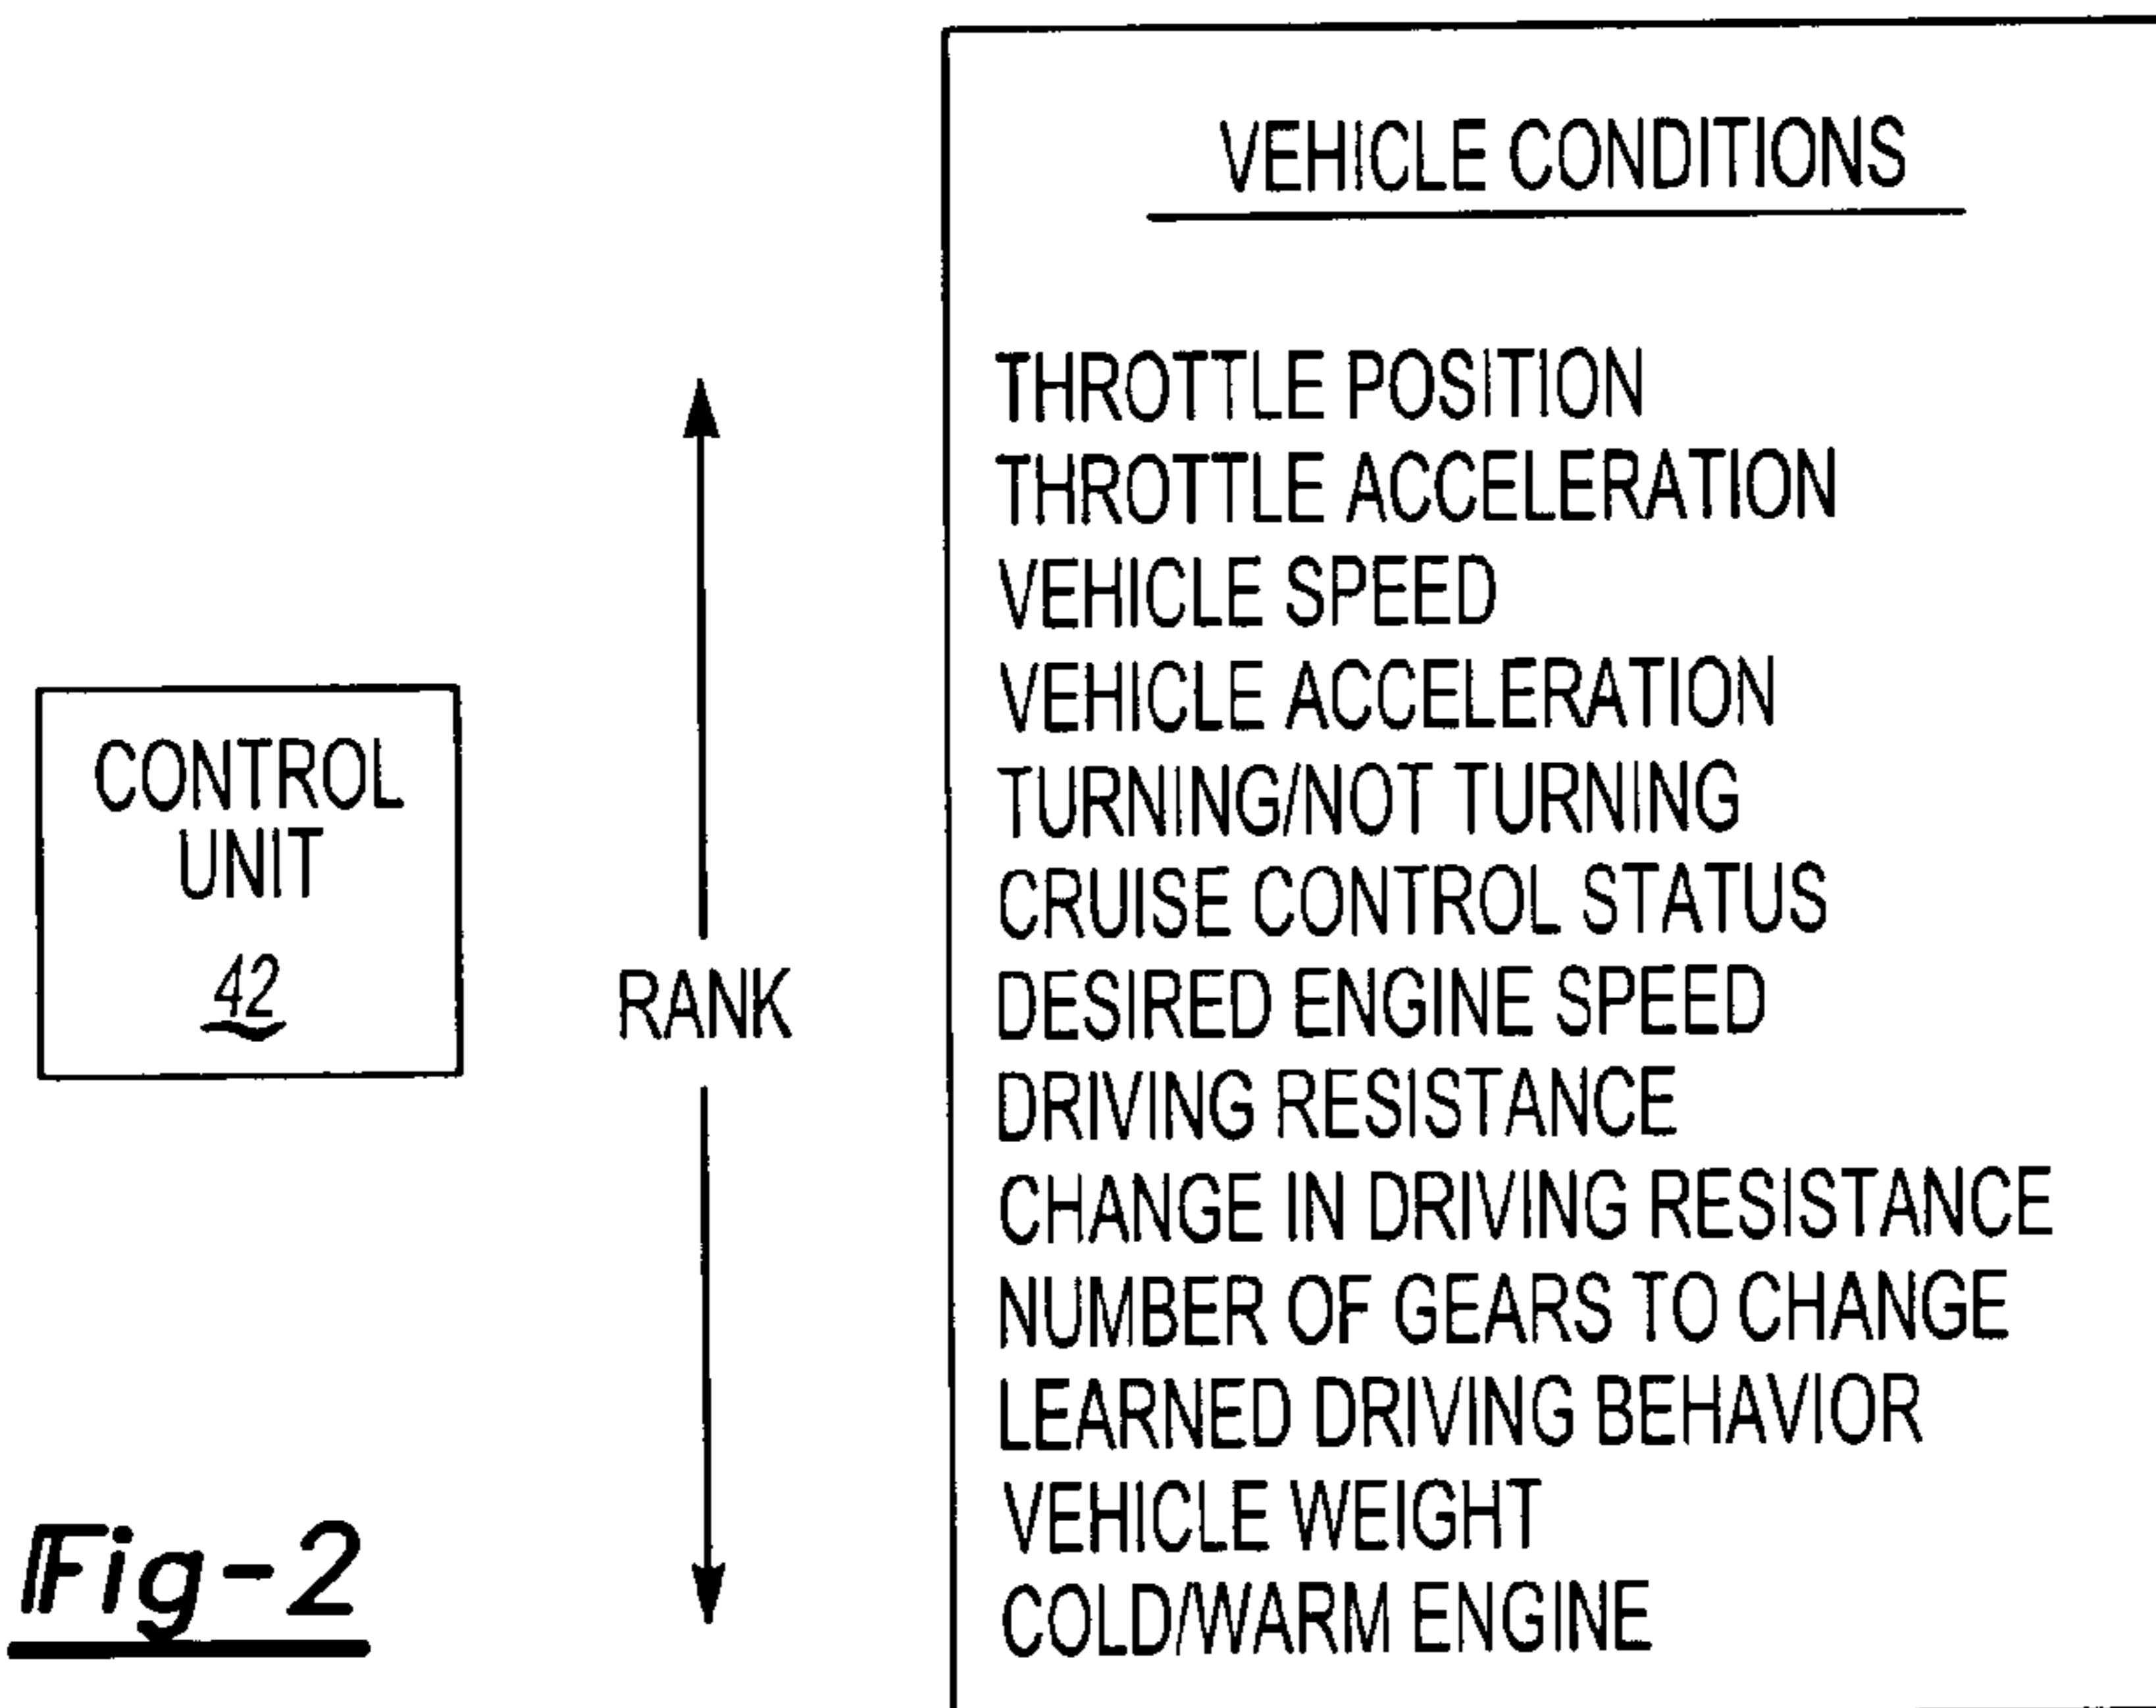 VEHICLE CONDITIONS
THROTTLE POSITION
THROTTLE ACCELERATION
VEHICLE SPEED
VEHICLE ACCELERATION
TURNING/NOT TURNING
CRUISE CONTROL STATUS
DESIRED ENGINE SPEED
DRIVING RESISTANCE
CHANGE IN DRIVING RESISTANCE
NUMBER OF GEARS TO CHANGE
LEARNED DRIVING BEHAVIOR
VEHICLE WEIGHT
COLD/WARM ENGINE
CONTROL
UNIT
42
RANK
Fig-2